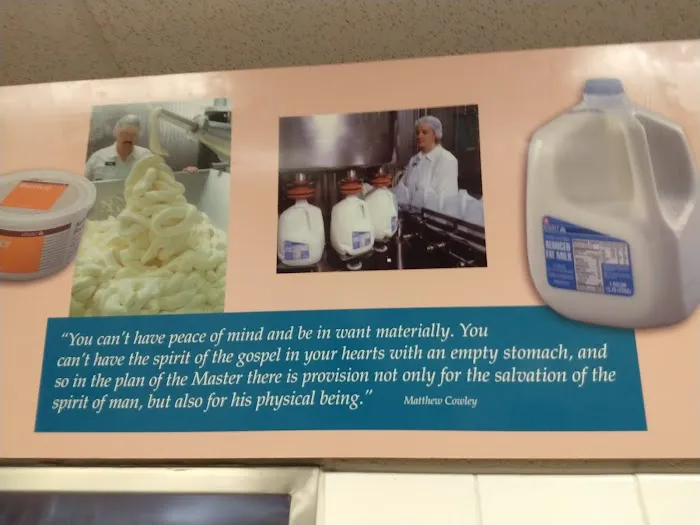 REDUCED
FAT MILK
1 GALLON
"You can't have peace of mind and be in want materially. You
can't have the spirit of the gospel in your hearts with an empty stomach, and
so in the plan of the Master there is provision not only for the salvation of the
spirit of man, but also for his physical being."
Matthew Cowley